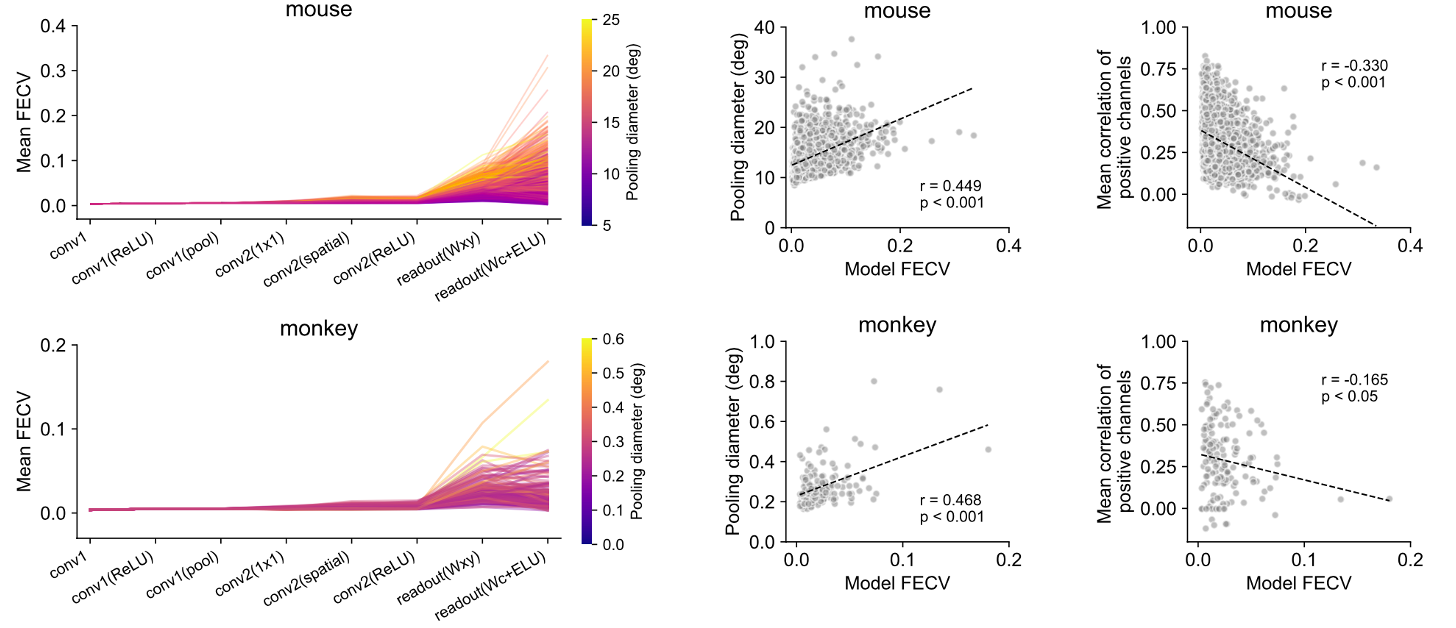 mouse
0.4
0.3
0.2
0.1
0.0
Mean FECV
conv1
conv1(ReLU)
conv1(pool)
conv2(1x1)
conv2(spatial)
conv2(ReLU)
readout(Wxy)
readout(Wc+ELU)
25
20
15
10
5
Pooling diameter (deg)
mouse
40
30
20
10
0
Pooling diameter (deg)
r = 0.449
p < 0.001
0.0
0.2
0.4
Model FECV
mouse
1.00
0.75
0.50
0.25
0.00
Mean correlation of
positive channels
r = -0.330
p < 0.001
0.0
0.2
0.4
Model FECV
monkey
0.2
0.1
0.0
Mean FECV
conv1
conv1(ReLU)
conv1(pool)
conv2(1x1)
conv2(spatial)
conv2(ReLU)
readout(Wxy)
readout(Wc+ELU)
0.6
0.5
0.4
0.3
0.2
0.1
0.0
Pooling diameter (deg)
monkey
1.0
0.8
0.6
0.4
0.2
0.0
Pooling diameter (deg)
r = 0.468
p < 0.001
0.0
0.1
0.2
Model FECV
monkey
1.00
0.75
0.50
0.25
0.00
Mean correlation of
positive channels
r = -0.165
p < 0.05
0.0
0.1
0.2
Model FECV